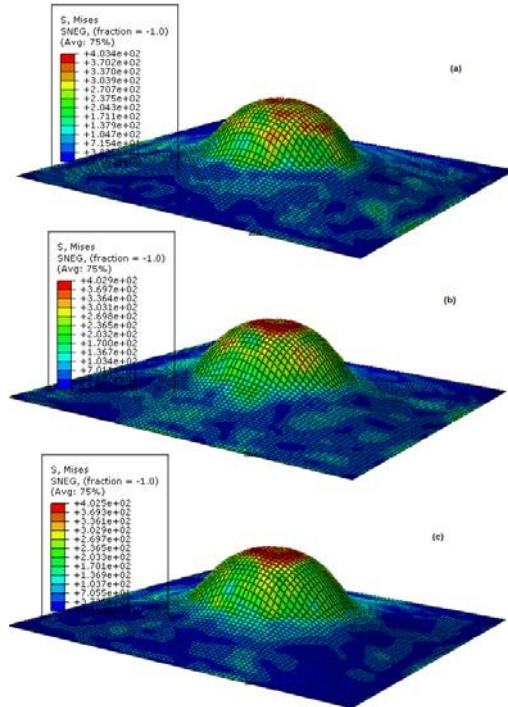 S, Mises
SNEG, (fraction = -1.0)
(Avg: 75%)
+4.034e+02
+3.702e+02
+3.370e+02
+3.039e+02
+2.707e+02
+2.375e+02
+2.043e+02
+1.711e+02
+1.379e+02
+1.047e+02
+7.154e+01
(a)
S, Mises
SNEG, (fraction = -1.0)
(Avg: 75%)
+4.029e+02
+3.697e+02
+3.364e+02
+3.031e+02
+2.698e+02
+2.365e+02
+2.032e+02
+1.700e+02
+1.367e+02
+1.034e+02
(b)
S, Mises
SNEG, (fraction = -1.0)
(Avg: 75%)
+4.025e+02
+3.693e+02
+3.361e+02
+3.029e+02
+2.697e+02
+2.365e+02
+2.033e+02
+1.701e+02
+1.369e+02
+1.037e+02
+7.055e+01
(c)